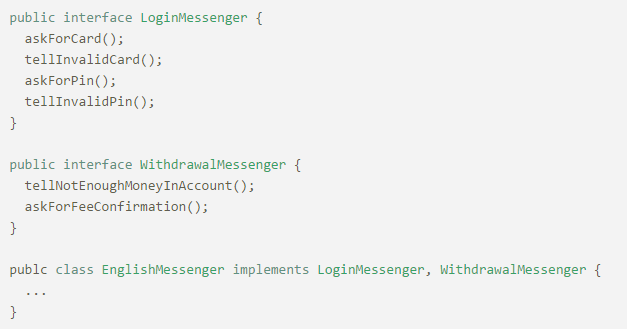 public interface LoginMessenger {
  askForCard();
  tellInvalidCard();
  askForPin();
  tellInvalidPin();
}

public interface WithdrawalMessenger {
  tellNotEnoughMoneyInAccount();
  askForFeeConfirmation();
}

publc class EnglishMessenger implements LoginMessenger, WithdrawalMessenger {
  ...
}